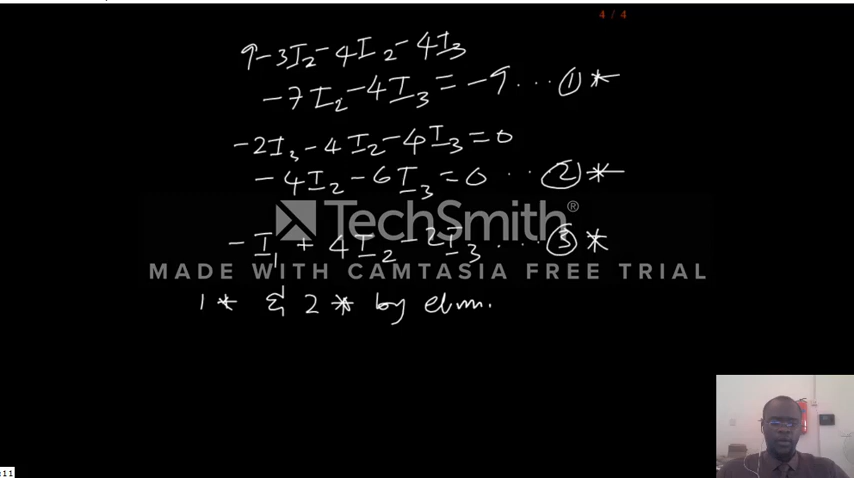 4 / 4
9-3I₂-4I₂-4I₃
-7I₂-4I₃=-9 ... ① *
-2I₃-4I₂-4I₃=0
-4I₂-6I₃=0 .. ② *
TechSmith®
-I₁+4I₂-2I₃ .... ③ *
MADE WITH CAMTASIA FREE TRIAL
1* & 2* by elim.
:11